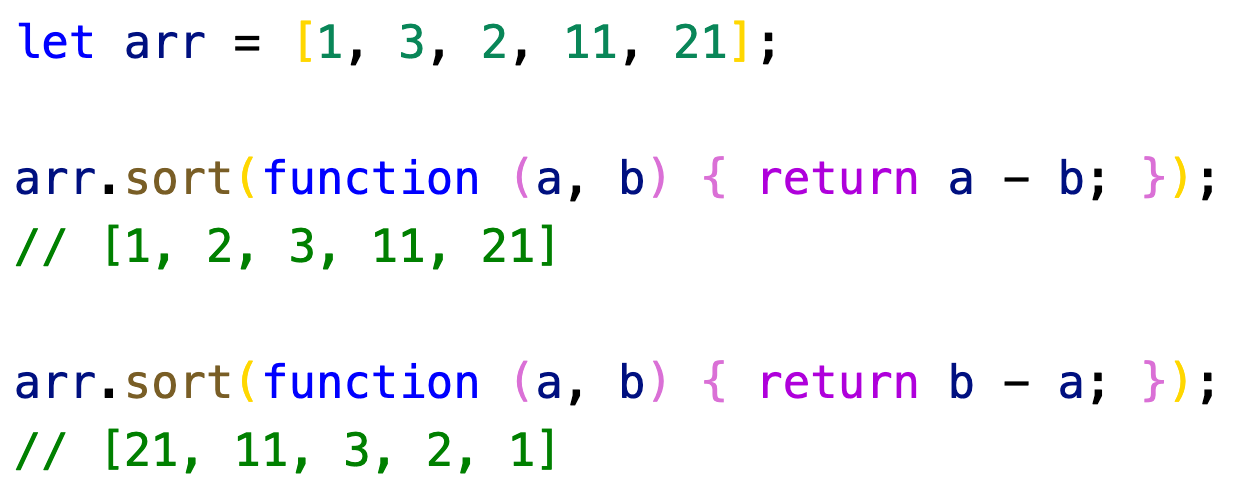 let arr = [1, 3, 2, 11, 21];
arr.sort(function (a, b) { return a - b; });
// [1, 2, 3, 11, 21]
arr.sort(function (a, b) { return b - a; });
// [21, 11, 3, 2, 1]